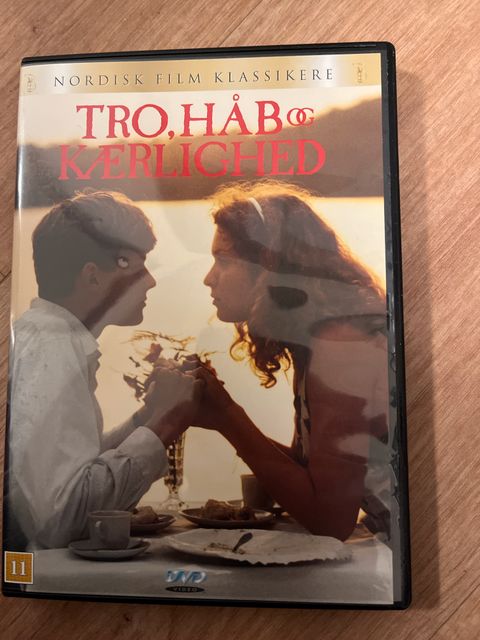 NORDISK FILM KLASSIKERE
TRO, HÅB OG
KÆRLIGHED
11
DVD
VIDEO